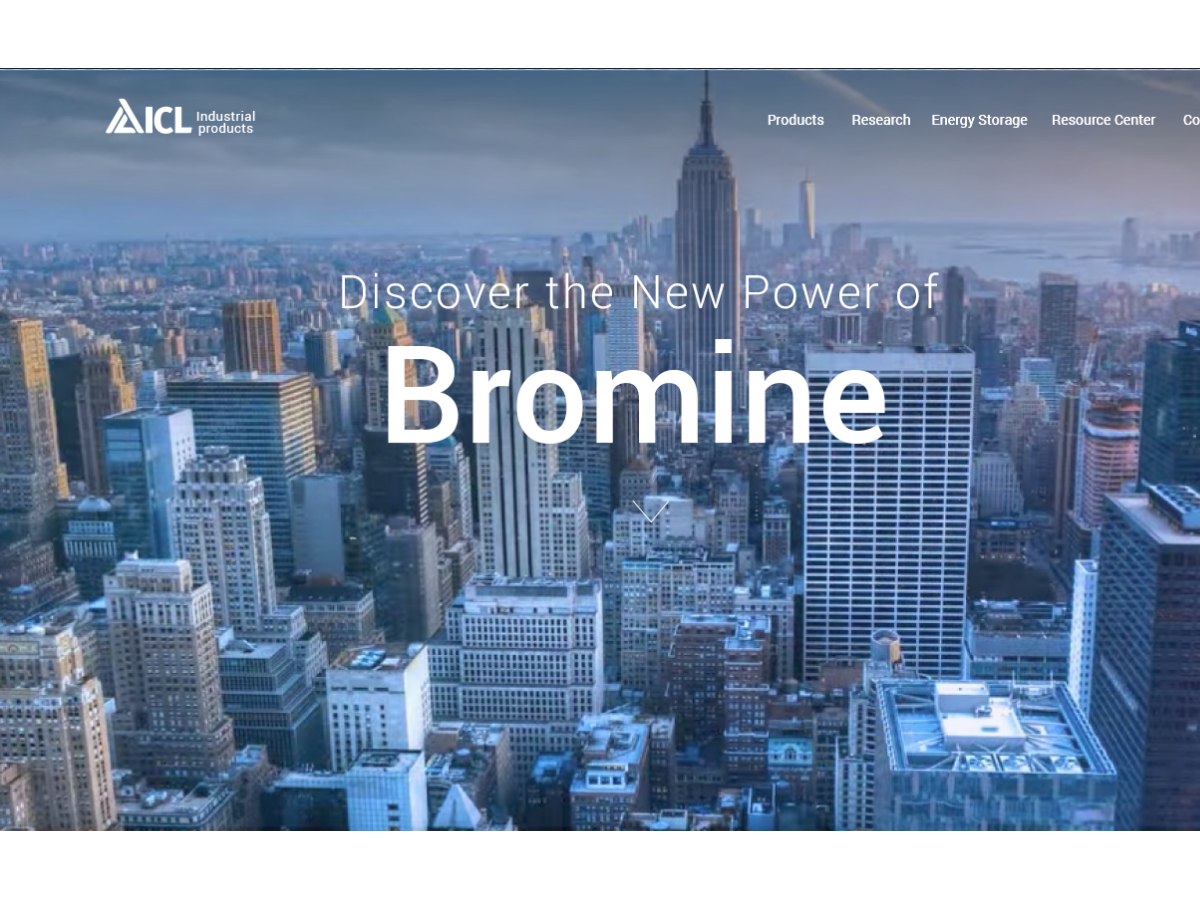 ICL Industrial
products
Products Research Energy Storage Resource Center Co
Discover the New Power of
Bromine